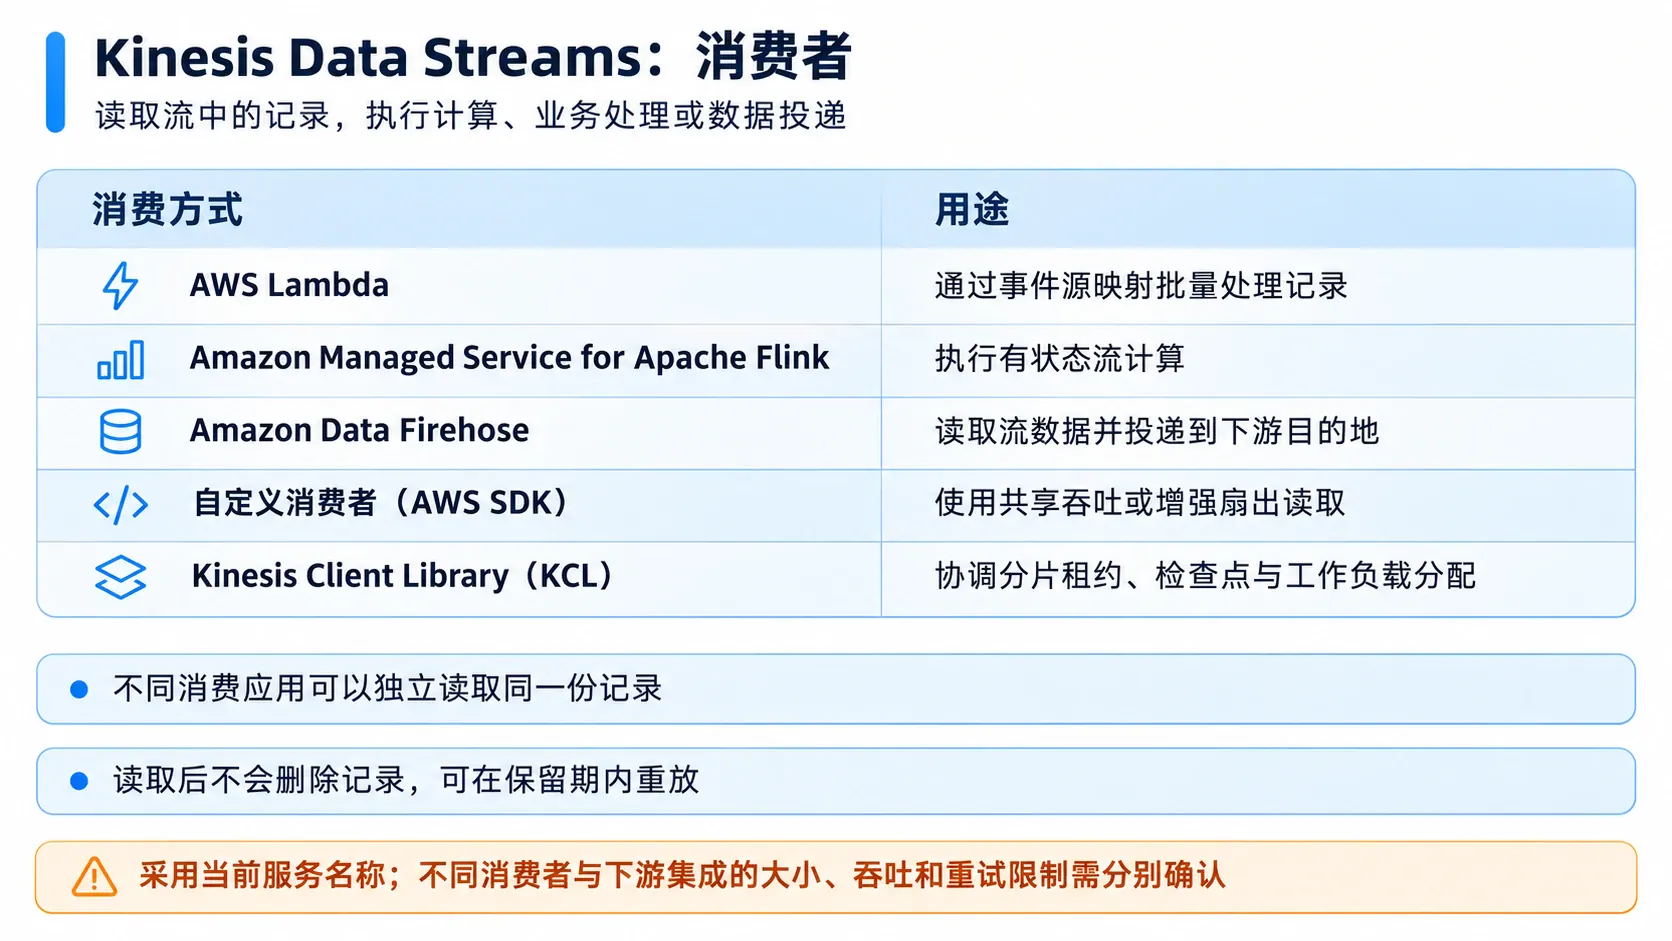 Kinesis Data Streams：消费者
读取流中的记录，执行计算、业务处理或数据投递
消费方式
用途
AWS Lambda
通过事件源映射批量处理记录
Amazon Managed Service for Apache Flink
执行有状态流计算
Amazon Data Firehose
读取流数据并投递到下游目的地
自定义消费者（AWS SDK）
使用共享吞吐或增强扇出读取
Kinesis Client Library（KCL）
协调分片租约、检查点与工作负载分配
不同消费应用可以独立读取同一份记录
读取后不会删除记录，可在保留期内重放
采用当前服务名称；不同消费者与下游集成的大小、吞吐和重试限制需分别确认